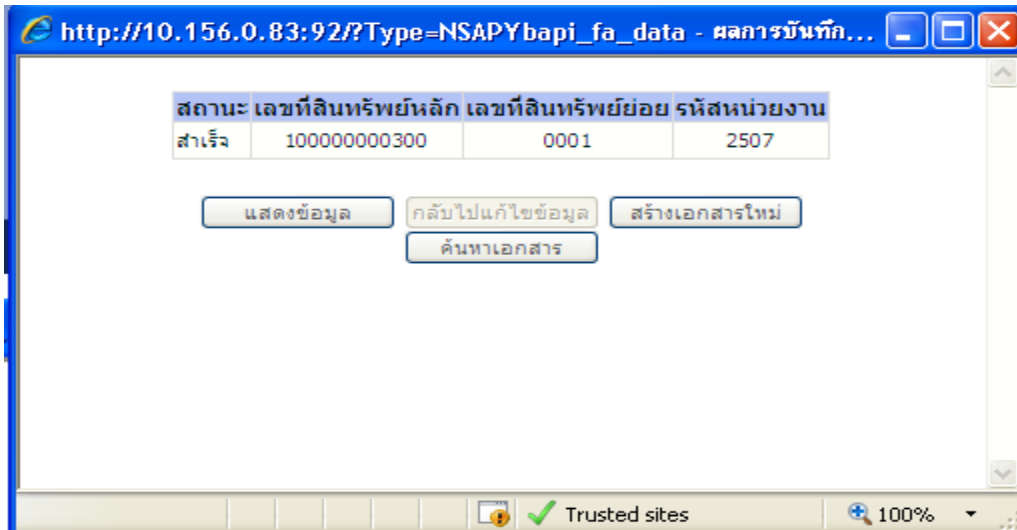 http://10.156.0.83:92/?Type=NSAPYbapi_fa_data - ผลการบันทึก...
สถานะ เลขที่สินทรัพย์หลัก เลขที่สินทรัพย์ย่อย รหัสหน่วยงาน
สำเร็จ 100000000300 0001 2507
แสดงข้อมูล กลับไปแก้ไขข้อมูล สร้างเอกสารใหม่
ค้นหาเอกสาร
Trusted sites 100%